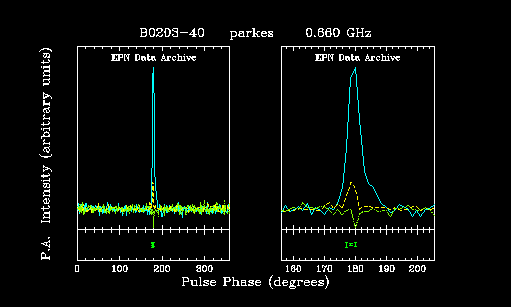 B0203-40 parkes 0.660 GHz
EPN Data Archive EPN Data Archive
P.A. Intensity (arbitrary units)
0 100 200 300 160 170 180 190 200
Pulse Phase (degrees)